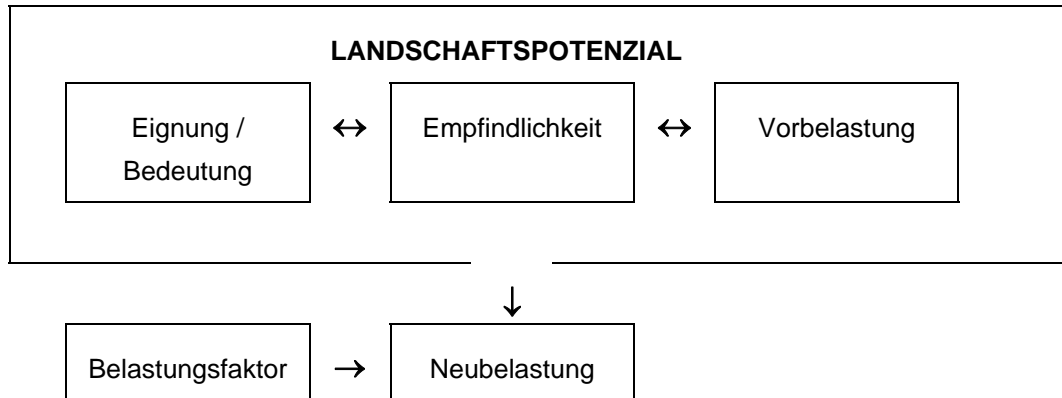 LANDSCHAFTSPOTENZIAL
Eignung / ↔ Empfindlichkeit ↔ Vorbelastung
Bedeutung
↓
Belastungsfaktor → Neubelastung